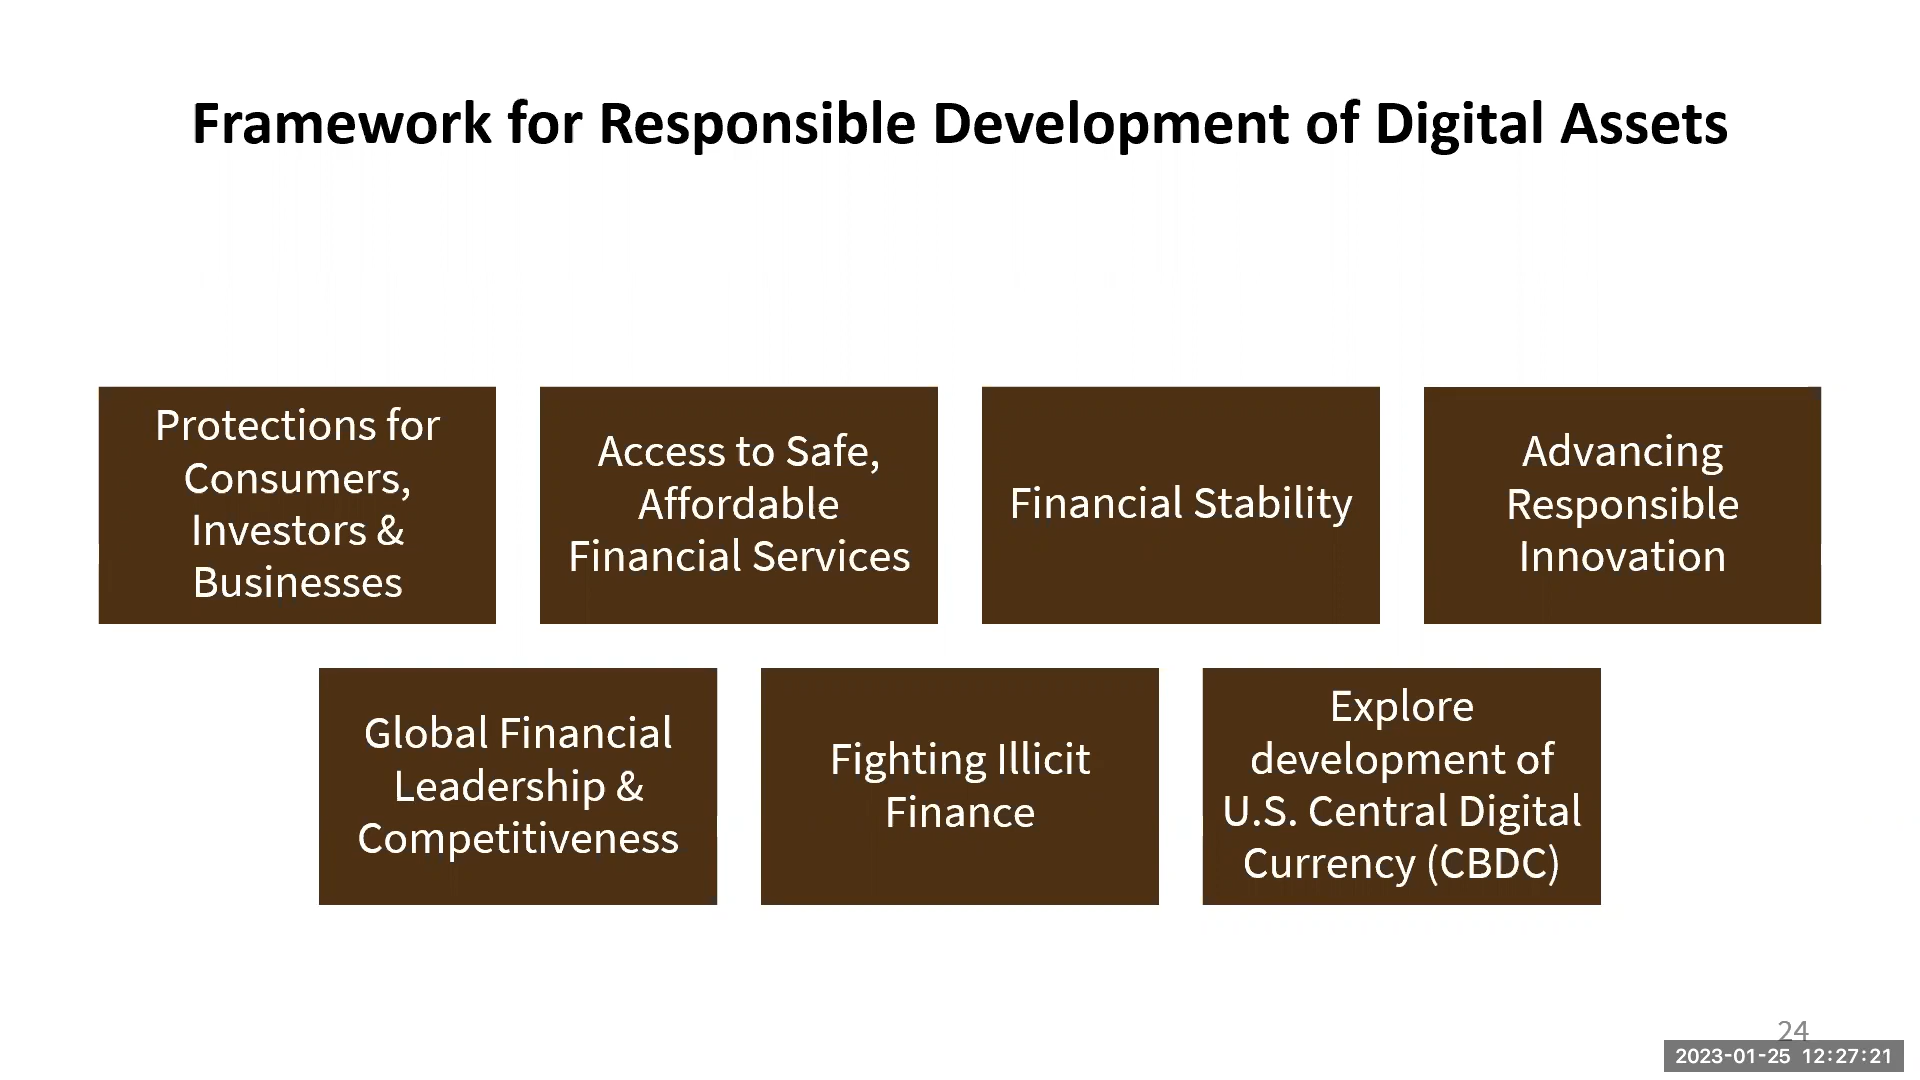 Framework for Responsible Development of Digital Assets
Protections for
Consumers,
Investors &
Businesses
Access to Safe,
Affordable
Financial Services
Financial Stability
Advancing
Responsible
Innovation
Global Financial
Leadership &
Competitiveness
Fighting Illicit
Finance
Explore
development of
U.S. Central Digital
Currency (CBDC)
24
2023-01-25 12:27:21